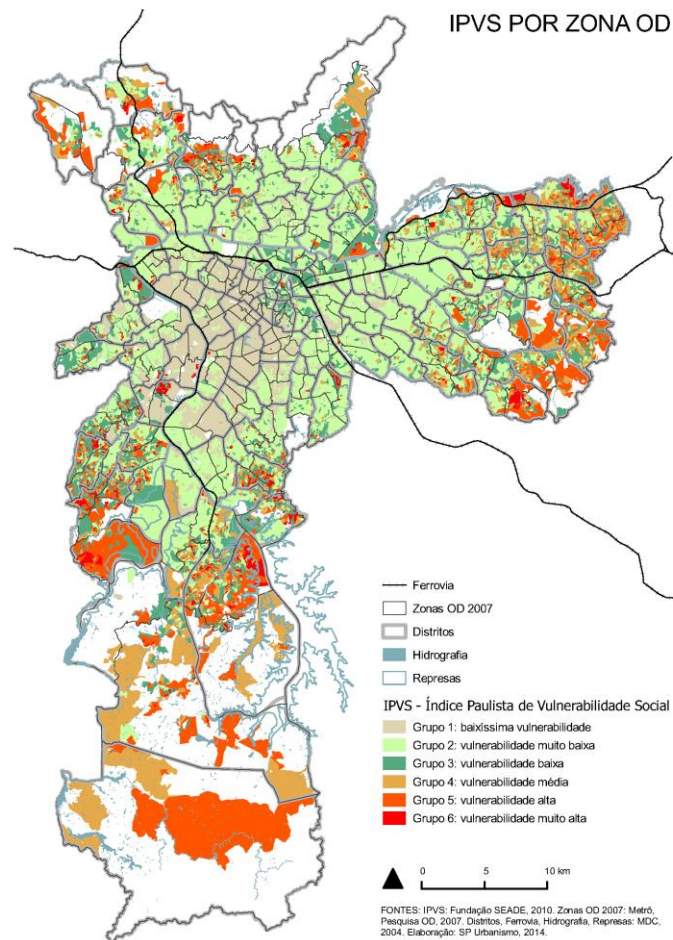 IPVS POR ZONA OD
Ferrovia
Zonas OD 2007
Distritos
Hidrografia
Represas
IPVS - Índice Paulista de Vulnerabilidade Social
Grupo 1: baixíssima vulnerabilidade
Grupo 2: vulnerabilidade muito baixa
Grupo 3: vulnerabilidade baixa
Grupo 4: vulnerabilidade média
Grupo 5: vulnerabilidade alta
Grupo 6: vulnerabilidade muito alta
0 5 10 km
FONTES: IPVS: Fundação SEADE, 2010. Zonas OD 2007: Metrô,
Pesquisa OD, 2007. Distritos, Ferrovia, Hidrografia, Represas: MDC,
2004. Elaboração: SP Urbanismo, 2014.